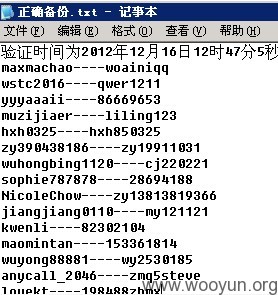 正确备份.txt - 记事本
文件(F) 编辑(E) 格式(O) 查看(V) 帮助(H)
验证时间为2012年12月16日12时47分5秒
maxmachao----woainiqq
wstc2016----qwer1211
yyyaaaii----86669653
muzijiaer----liling123
hxh0325----hxh850325
zy390438186----zy19911031
wuhongbing1120----cj220221
sophie787878----28694188
NicoleChow----zy13813819366
jiangjiang0110----my121121
kwenli----82302104
maomintan----153361814
wuyong88881----wy2530185
anycall_2046----zmq5steve
www.wooyun.org